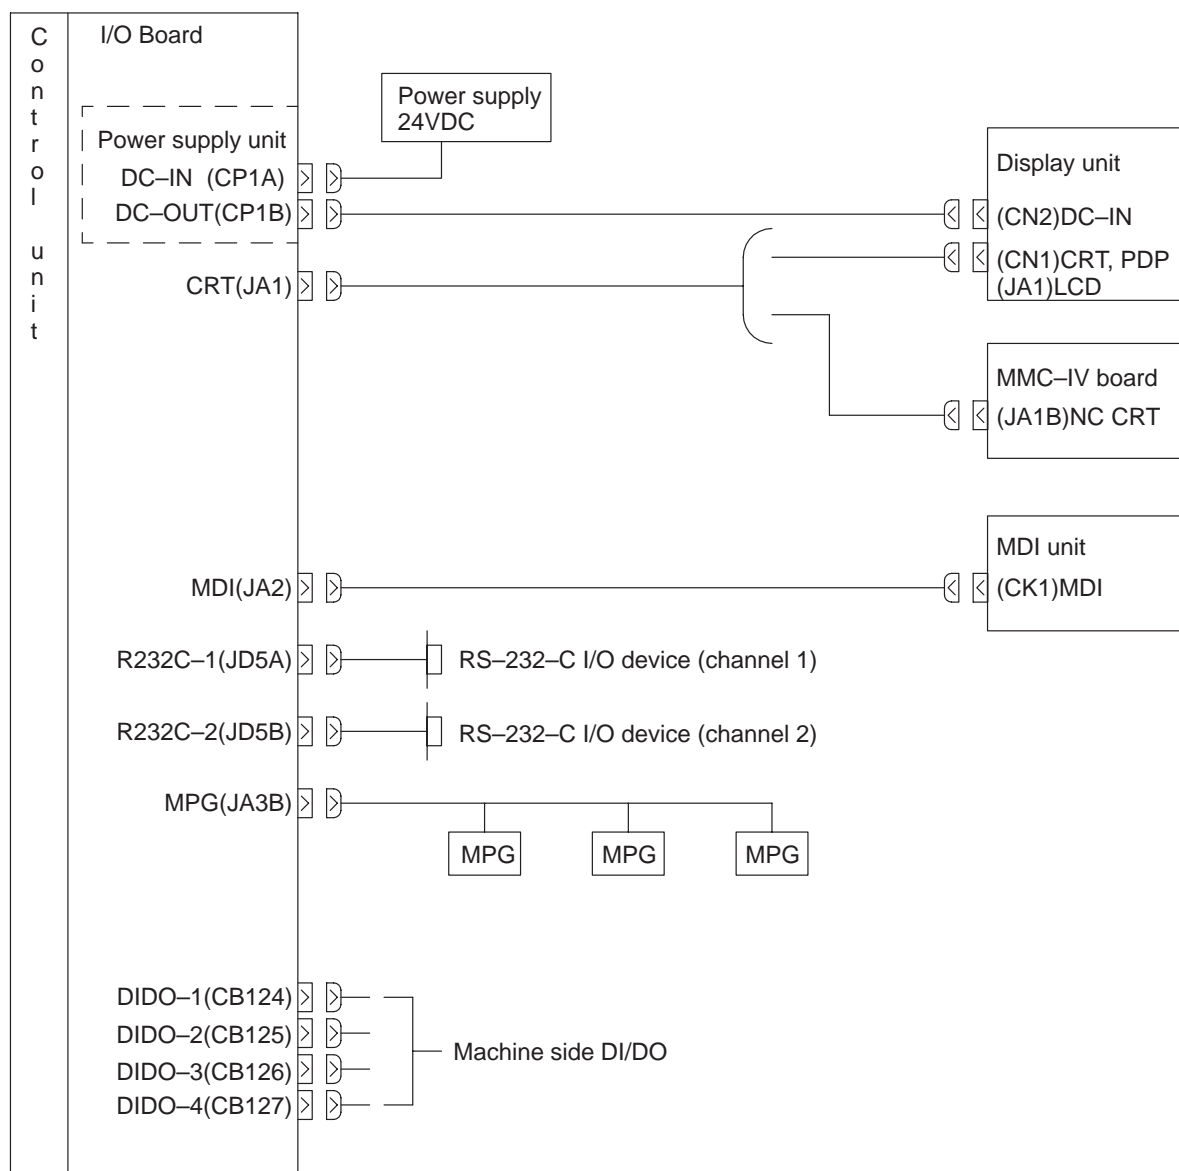 Control unit
I/O Board
Power supply
24VDC
Power supply unit
DC–IN (CP1A)
DC–OUT(CP1B)
CRT(JA1)
Display unit
(CN2)DC–IN
(CN1)CRT, PDP
(JA1)LCD
MMC–IV board
(JA1B)NC CRT
MDI unit
MDI(JA2)
(CK1)MDI
R232C–1(JD5A)
RS–232–C I/O device (channel 1)
R232C–2(JD5B)
RS–232–C I/O device (channel 2)
MPG(JA3B)
MPG
MPG
MPG
DIDO–1(CB124)
DIDO–2(CB125)
Machine side DI/DO
DIDO–3(CB126)
DIDO–4(CB127)